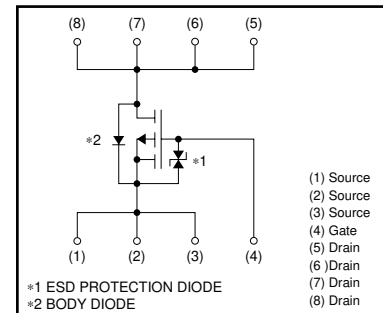 (8) (7) (6) (5)
∗2
∗1
(1) (2) (3) (4)
∗1 ESD PROTECTION DIODE
∗2 BODY DIODE
(1) Source
(2) Source
(3) Source
(4) Gate
(5) Drain
(6 )Drain
(7) Drain
(8) Drain